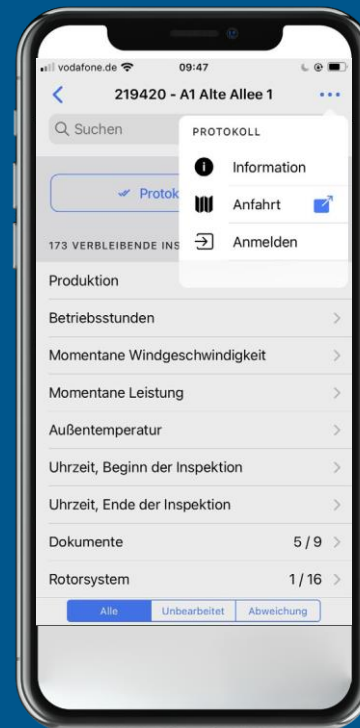 vodafone.de 09:47
219420 - A1 Alte Allee 1
Suchen
PROTOKOLL
Information
Anfahrt
Anmelden
Protok
173 VERBLEIBENDE INS
Produktion
Betriebsstunden
Momentane Windgeschwindigkeit
Momentane Leistung
Außentemperatur
Uhrzeit, Beginn der Inspektion
Uhrzeit, Ende der Inspektion
Dokumente 5 / 9
Rotorsystem 1 / 16
Alle Unbearbeitet Abweichung